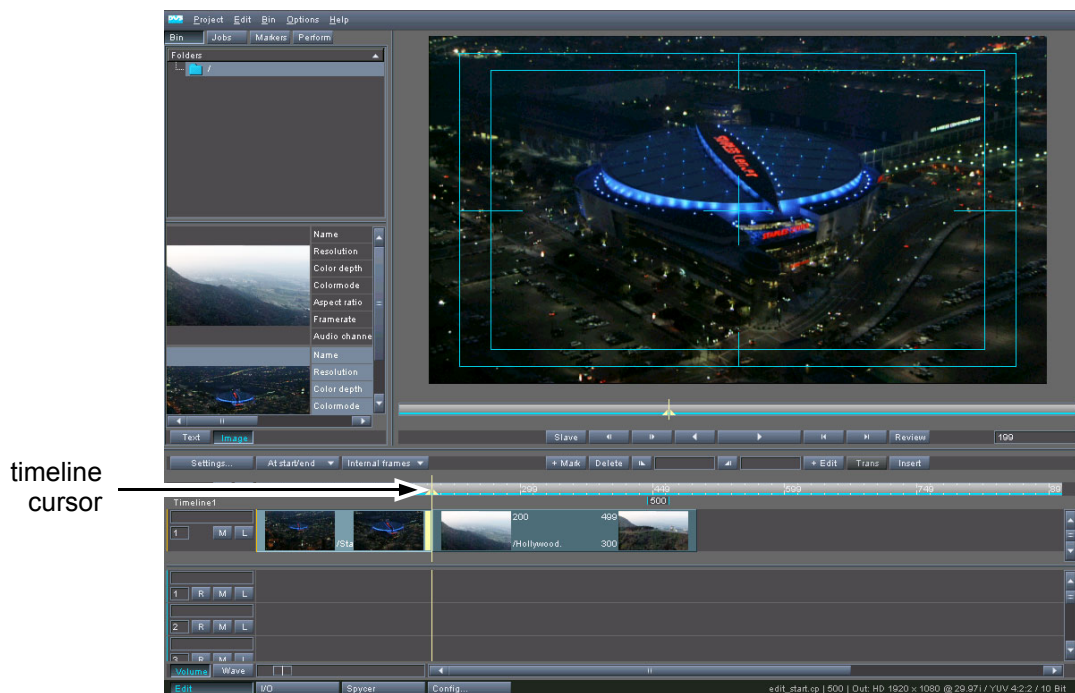 Project Edit Bin Options Help
Bin Jobs Markers Perform
Folders
/
Name
Resolution
Color depth
Colormode
Aspect ratio
Framerate
Audio channe
Name
Resolution
Color depth
Colormode
Text Image
Slave Review 199
Settings... At start/end Internal frames + Mark Delete + Edit Trans Insert
timeline
cursor
299 449 599 749 89
Timeline1 500
1 M L /Sta 200 499
/Hollywood. 300
1 R M L
2 R M L
3 R M L
Volume Wave
Edit I/O Spycer Config... edit_start.cp | 500 | Out: HD 1920 x 1080 @ 29.97i / YUV 4:2:2 / 10 Bit